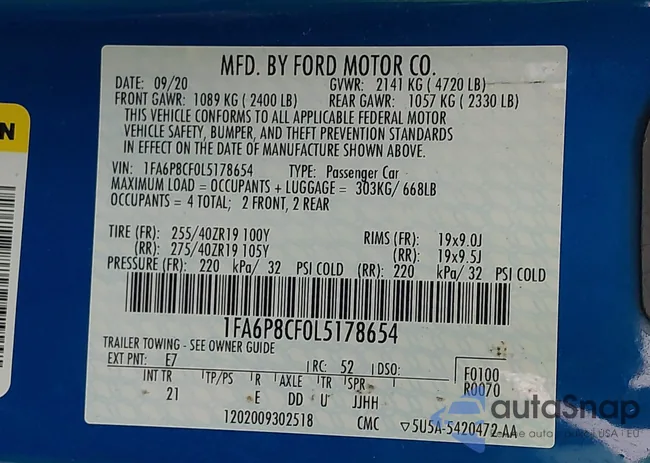 MFD. BY FORD MOTOR CO.
DATE: 09/20 GVWR: 2141 KG ( 4720 LB)
FRONT GAWR: 1089 KG ( 2400 LB) REAR GAWR: 1057 KG ( 2330 LB)
THIS VEHICLE CONFORMS TO ALL APPLICABLE FEDERAL MOTOR
VEHICLE SAFETY, BUMPER, AND THEFT PREVENTION STANDARDS
IN EFFECT ON THE DATE OF MANUFACTURE SHOWN ABOVE.
VIN: 1FA6P8CF0L5178654 TYPE: Passenger Car
MAXIMUM LOAD = OCCUPANTS + LUGGAGE = 303KG/ 668LB
OCCUPANTS = 4 TOTAL; 2 FRONT, 2 REAR
TIRE (FR): 255/40ZR19 100Y RIMS (FR): 19x9.0J
(RR): 275/40ZR19 105Y (RR): 19x9.5J
PRESSURE (FR): 220 kPa/ 32 PSI COLD (RR): 220 kPa/ 32 PSI COLD
1FA6P8CF0L5178654
TRAILER TOWING - SEE OWNER GUIDE
EXT PNT: E7 RC: 52 DSO: F0100
R0070
INT TR TP/PS R AXLE TR SPR
21 E DD U JJHH
1202009302518 CMC ▽5U5A-5420472-AA
N
autoSnap